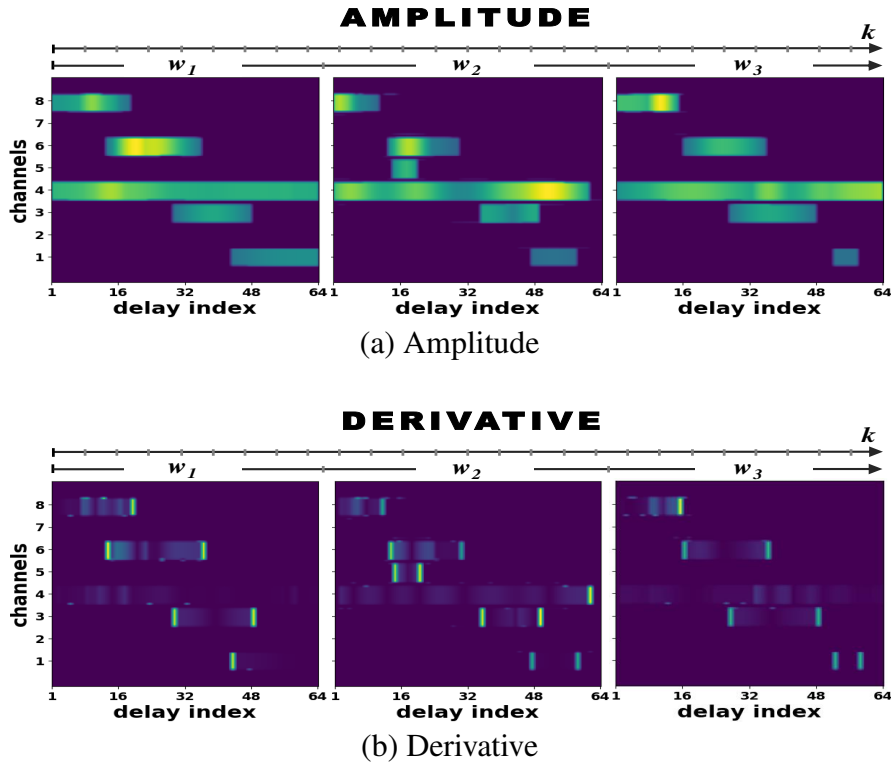 AMPLITUDE
k
w1 w2 w3
channels
8
7
6
5
4
3
2
1
1 16 32 48 64 1 16 32 48 64 1 16 32 48 64
delay index delay index delay index
(a) Amplitude
DERIVATIVE
k
w1 w2 w3
channels
8
7
6
5
4
3
2
1
1 16 32 48 64 1 16 32 48 64 1 16 32 48 64
delay index delay index delay index
(b) Derivative